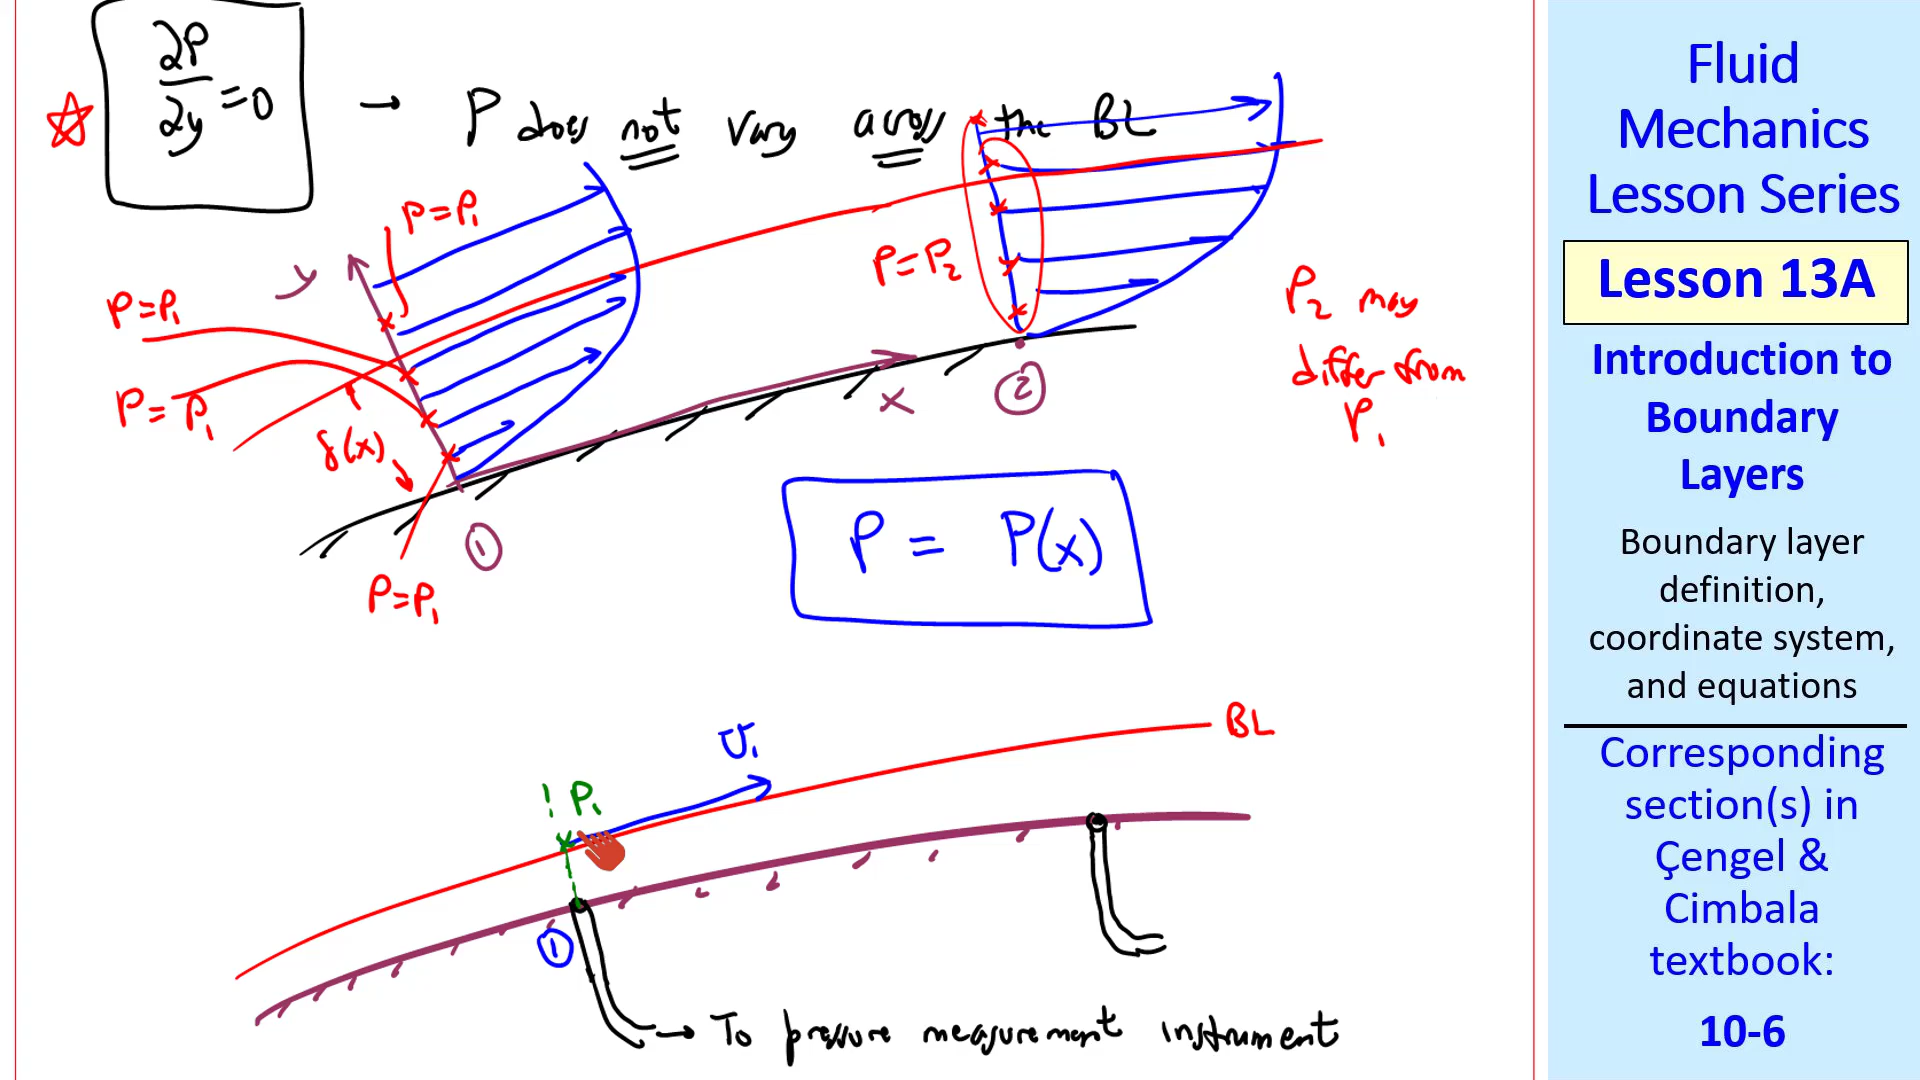 ∂P/∂y = 0 → P does not vary across the BL
P=P₁
y
P=P₁
P=P₂
P₂ may
differ from
P₁
P=P₁
δ(x)
x
②
①
P=P₁
P = P(x)
U₁
BL
P₁
①
→ To pressure measurement instrument
Fluid
Mechanics
Lesson Series
Lesson 13A
Introduction to
Boundary
Layers
Boundary layer
definition,
coordinate system,
and equations
Corresponding
section(s) in
Çengel &
Cimbala
textbook:
10-6